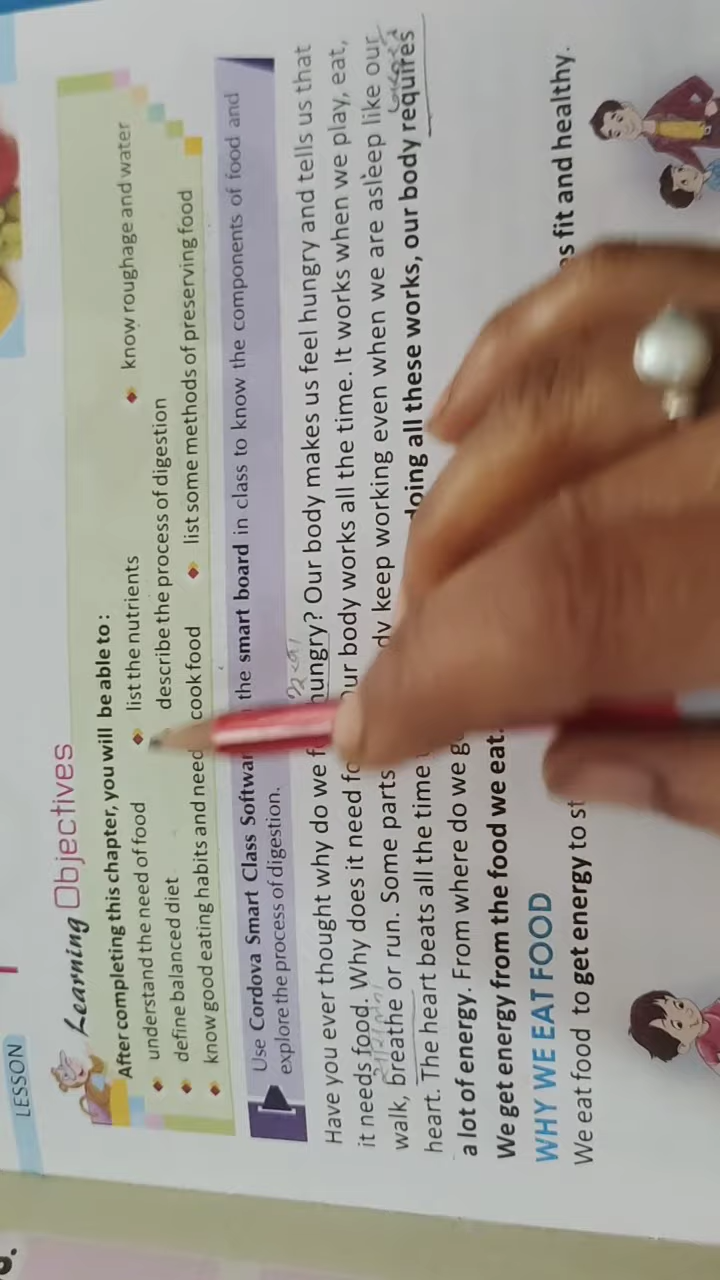 LESSON
Learning Objectives
After completing this chapter, you will be able to :
understand the need of food
list the nutrients
know roughage and water
define balanced diet
describe the process of digestion
know good eating habits and need
cook food
list some methods of preserving food
Use Cordova Smart Class Softwar the smart board in class to know the components of food and
explore the process of digestion.
Have you ever thought why do we f hungry? Our body makes us feel hungry and tells us that
it needs food. Why does it need fo ur body works all the time. It works when we play, eat,
walk, breathe or run. Some parts dy keep working even when we are asleep like our
heart. The heart beats all the time doing all these works, our body requires
a lot of energy. From where do we g
We get energy from the food we eat.
WHY WE EAT FOOD
We eat food to get energy to st es fit and healthy.